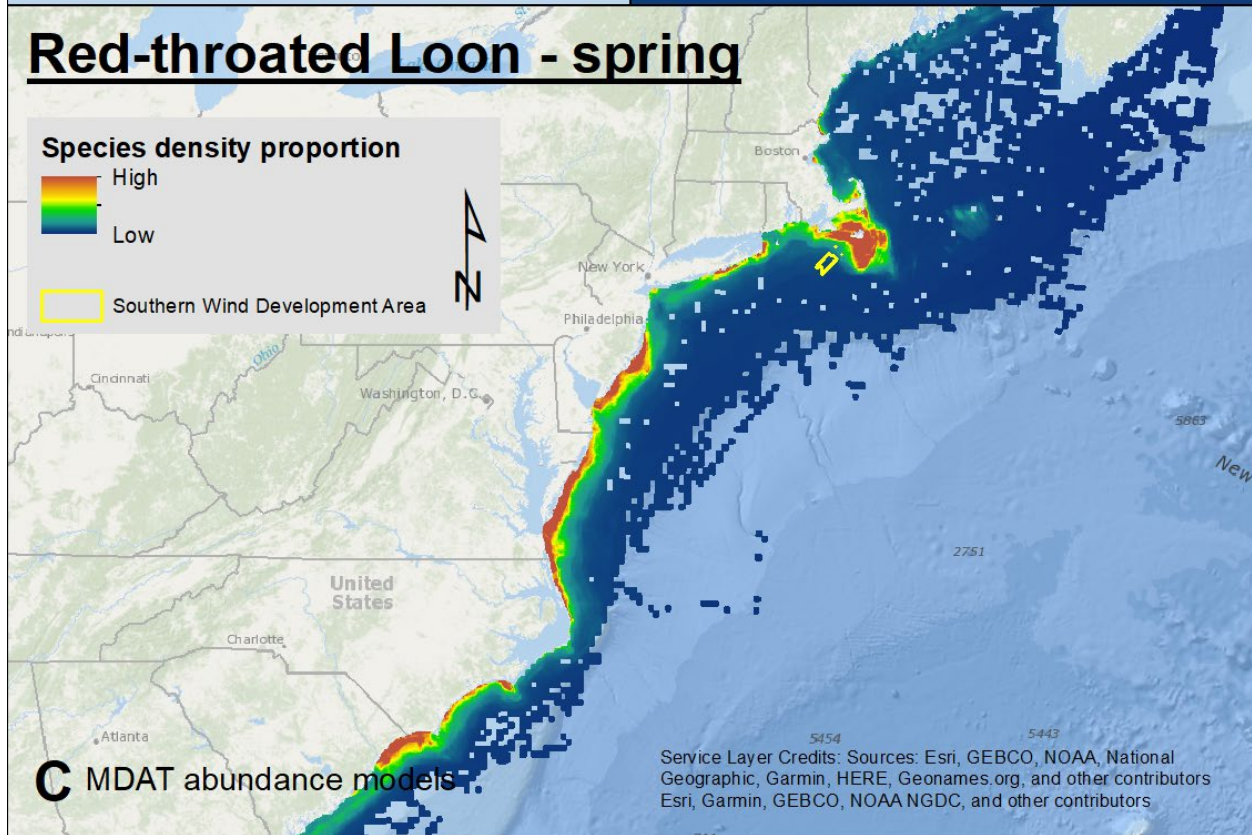 Red-throated Loon - spring
Species density proportion
High
Low
N
Southern Wind Development Area
Boston
New York
Philadelphia
Ohio
Cincinnati
Washington, D.C.
5863
New
2751
United
States
Charlotte
Atlanta
5454
5443
C MDAT abundance models
Service Layer Credits: Sources: Esri, GEBCO, NOAA, National
Geographic, Garmin, HERE, Geonames.org, and other contributors
Esri, Garmin, GEBCO, NOAA NGDC, and other contributors